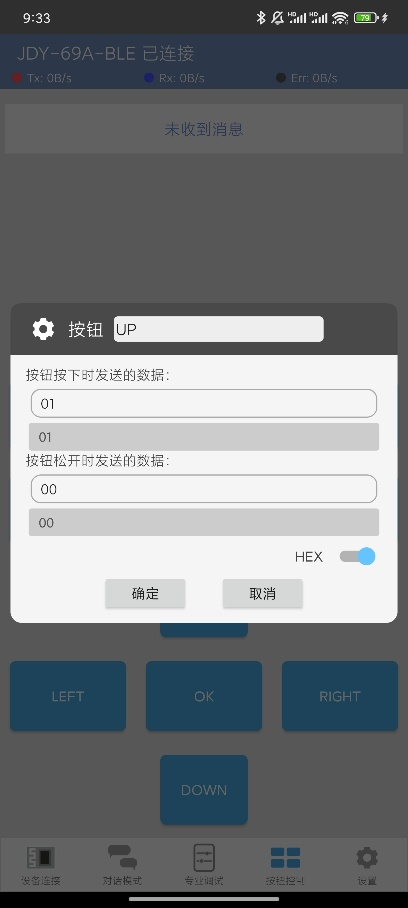 9:33
HD HD 79
JDY-69A-BLE 已连接
Tx: 0B/s Rx: 0B/s Err: 0B/s
未收到消息
按钮 UP
按钮按下时发送的数据:
01
01
按钮松开时发送的数据:
00
00
HEX
确定 取消
LEFT OK RIGHT
DOWN
设备连接 对话模式 专业调试 按钮控制 设置